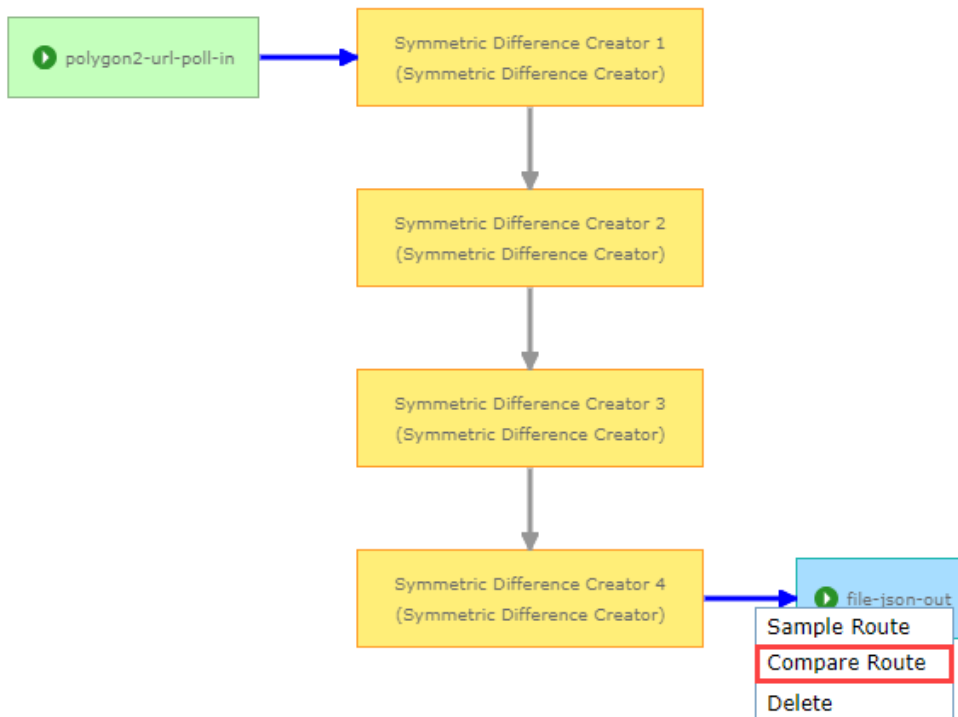 polygon2-url-poll-in
Symmetric Difference Creator 1
(Symmetric Difference Creator)
Symmetric Difference Creator 2
(Symmetric Difference Creator)
Symmetric Difference Creator 3
(Symmetric Difference Creator)
Symmetric Difference Creator 4
(Symmetric Difference Creator)
file-json-out
Sample Route
Compare Route
Delete